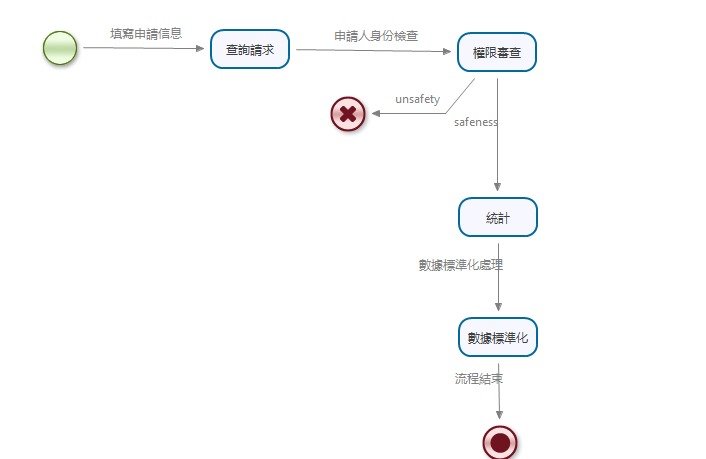 填寫申請信息
查詢請求
申請人身份檢查
權限審查
unsafety
safeness
統計
數據標準化處理
數據標準化
流程結束